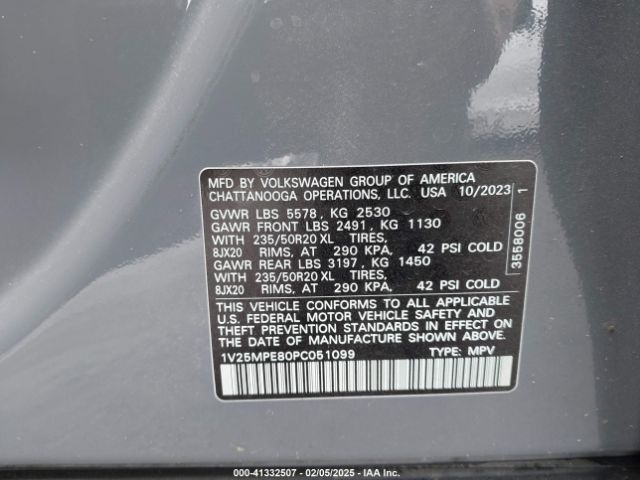 MFD BY VOLKSWAGEN GROUP OF AMERICA
CHATTANOOGA OPERATIONS, LLC. USA 10/2023
GVWR LBS 5578 , KG 2530
GAWR FRONT LBS 2491 , KG 1130
WITH 235/50R20 XL TIRES,
8JX20 RIMS, AT 290 KPA, 42 PSI COLD
GAWR REAR LBS 3197 , KG 1450
WITH 235/50R20 XL TIRES,
8JX20 RIMS, AT 290 KPA, 42 PSI COLD
THIS VEHICLE CONFORMS TO ALL APPLICABLE
U.S. FEDERAL MOTOR VEHICLE SAFETY AND
THEFT PREVENTION STANDARDS IN EFFECT ON
THE DATE OF MANUFACTURE SHOWN ABOVE.
1V25MPE80PC051099 TYPE: MPV
3558006 1
000-41332507 - 02/05/2025 - IAA Inc.